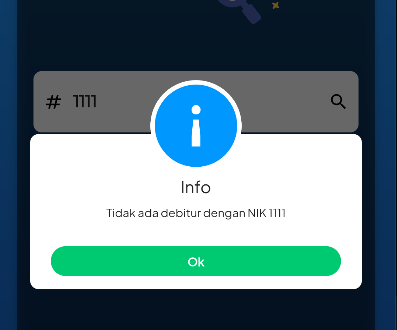 # 1111
Info
Tidak ada debitur dengan NIK 1111
Ok